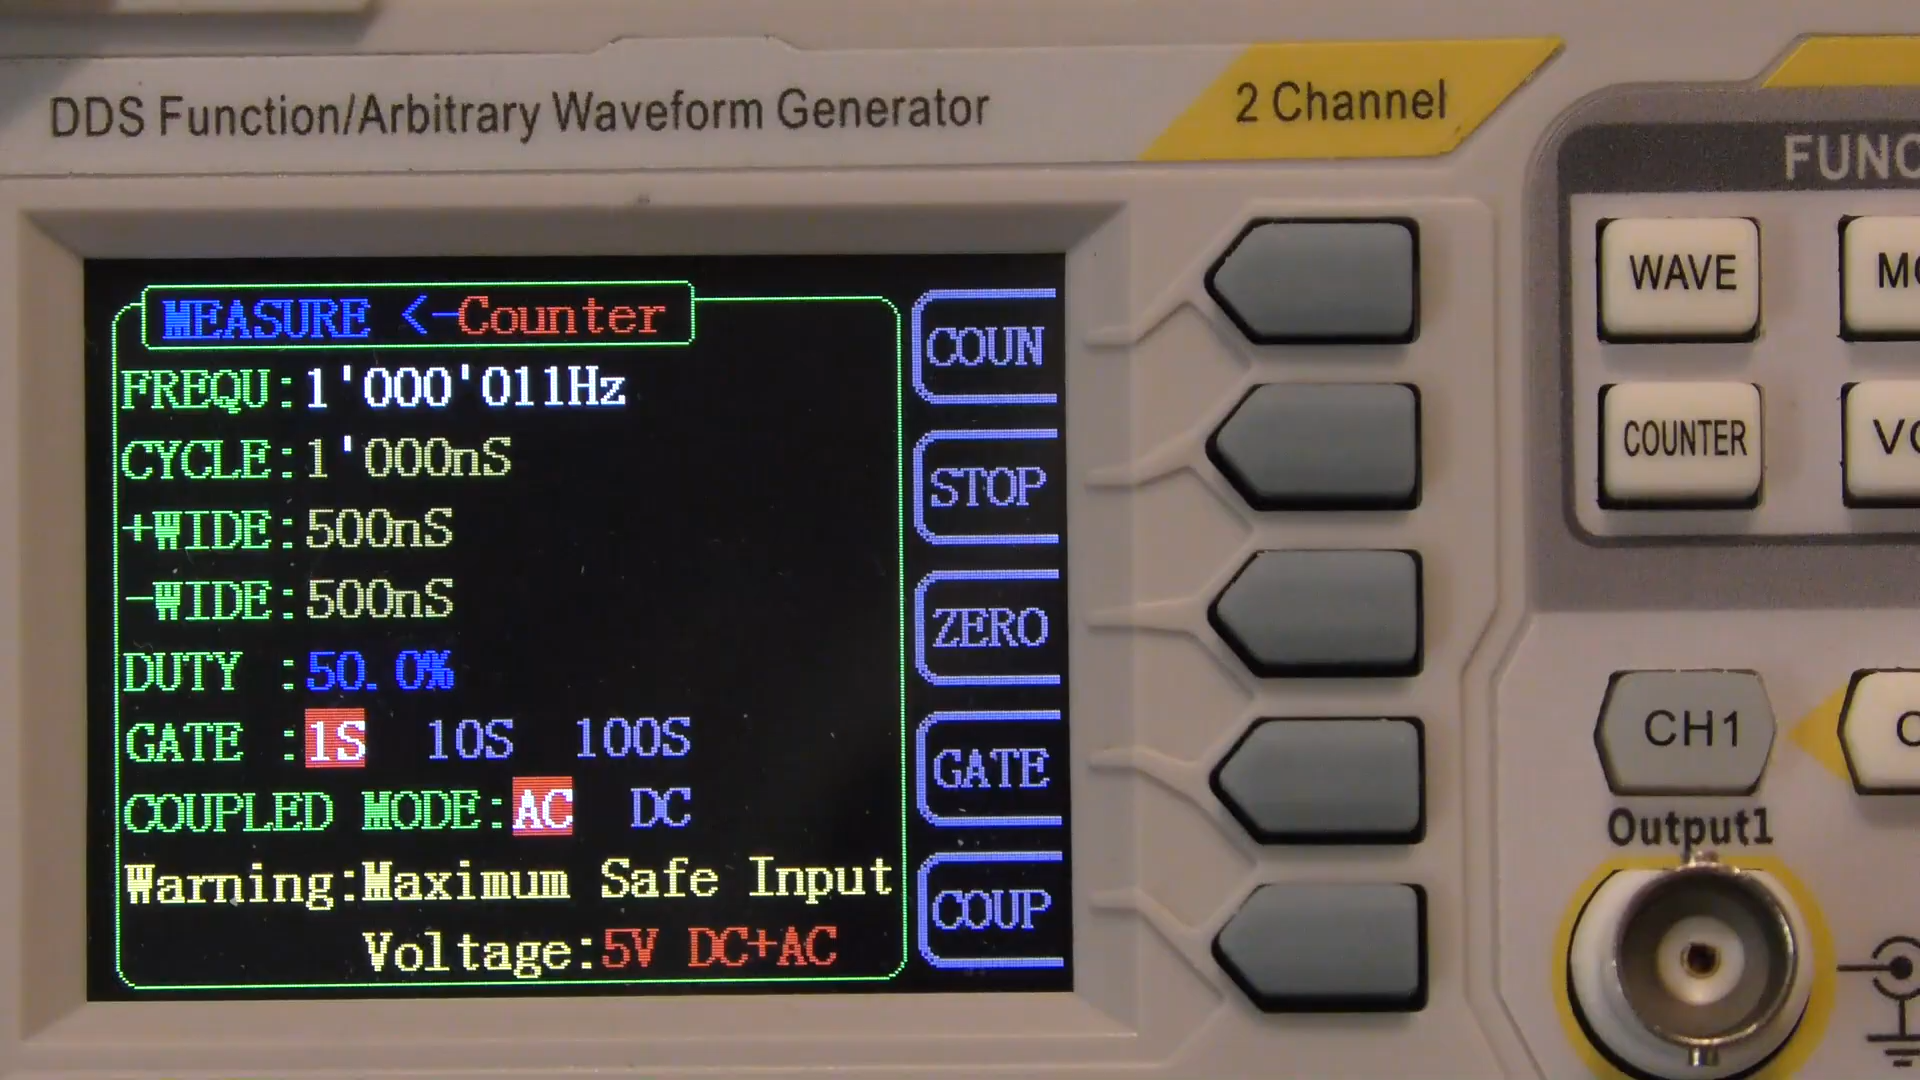 DDS Function/Arbitrary Waveform Generator
2 Channel
MEASURE <-Counter
FREQU:1'000'011Hz
CYCLE:1'000nS
+WIDE:500nS
-WIDE:500nS
DUTY :50.0%
GATE :1S 10S 100S
COUPLED MODE:AC DC
Warning:Maximum Safe Input
Voltage:5V DC+AC
COUN
STOP
ZERO
GATE
COUP
FUNC
WAVE
MO
COUNTER
VO
CH1
C
Output1